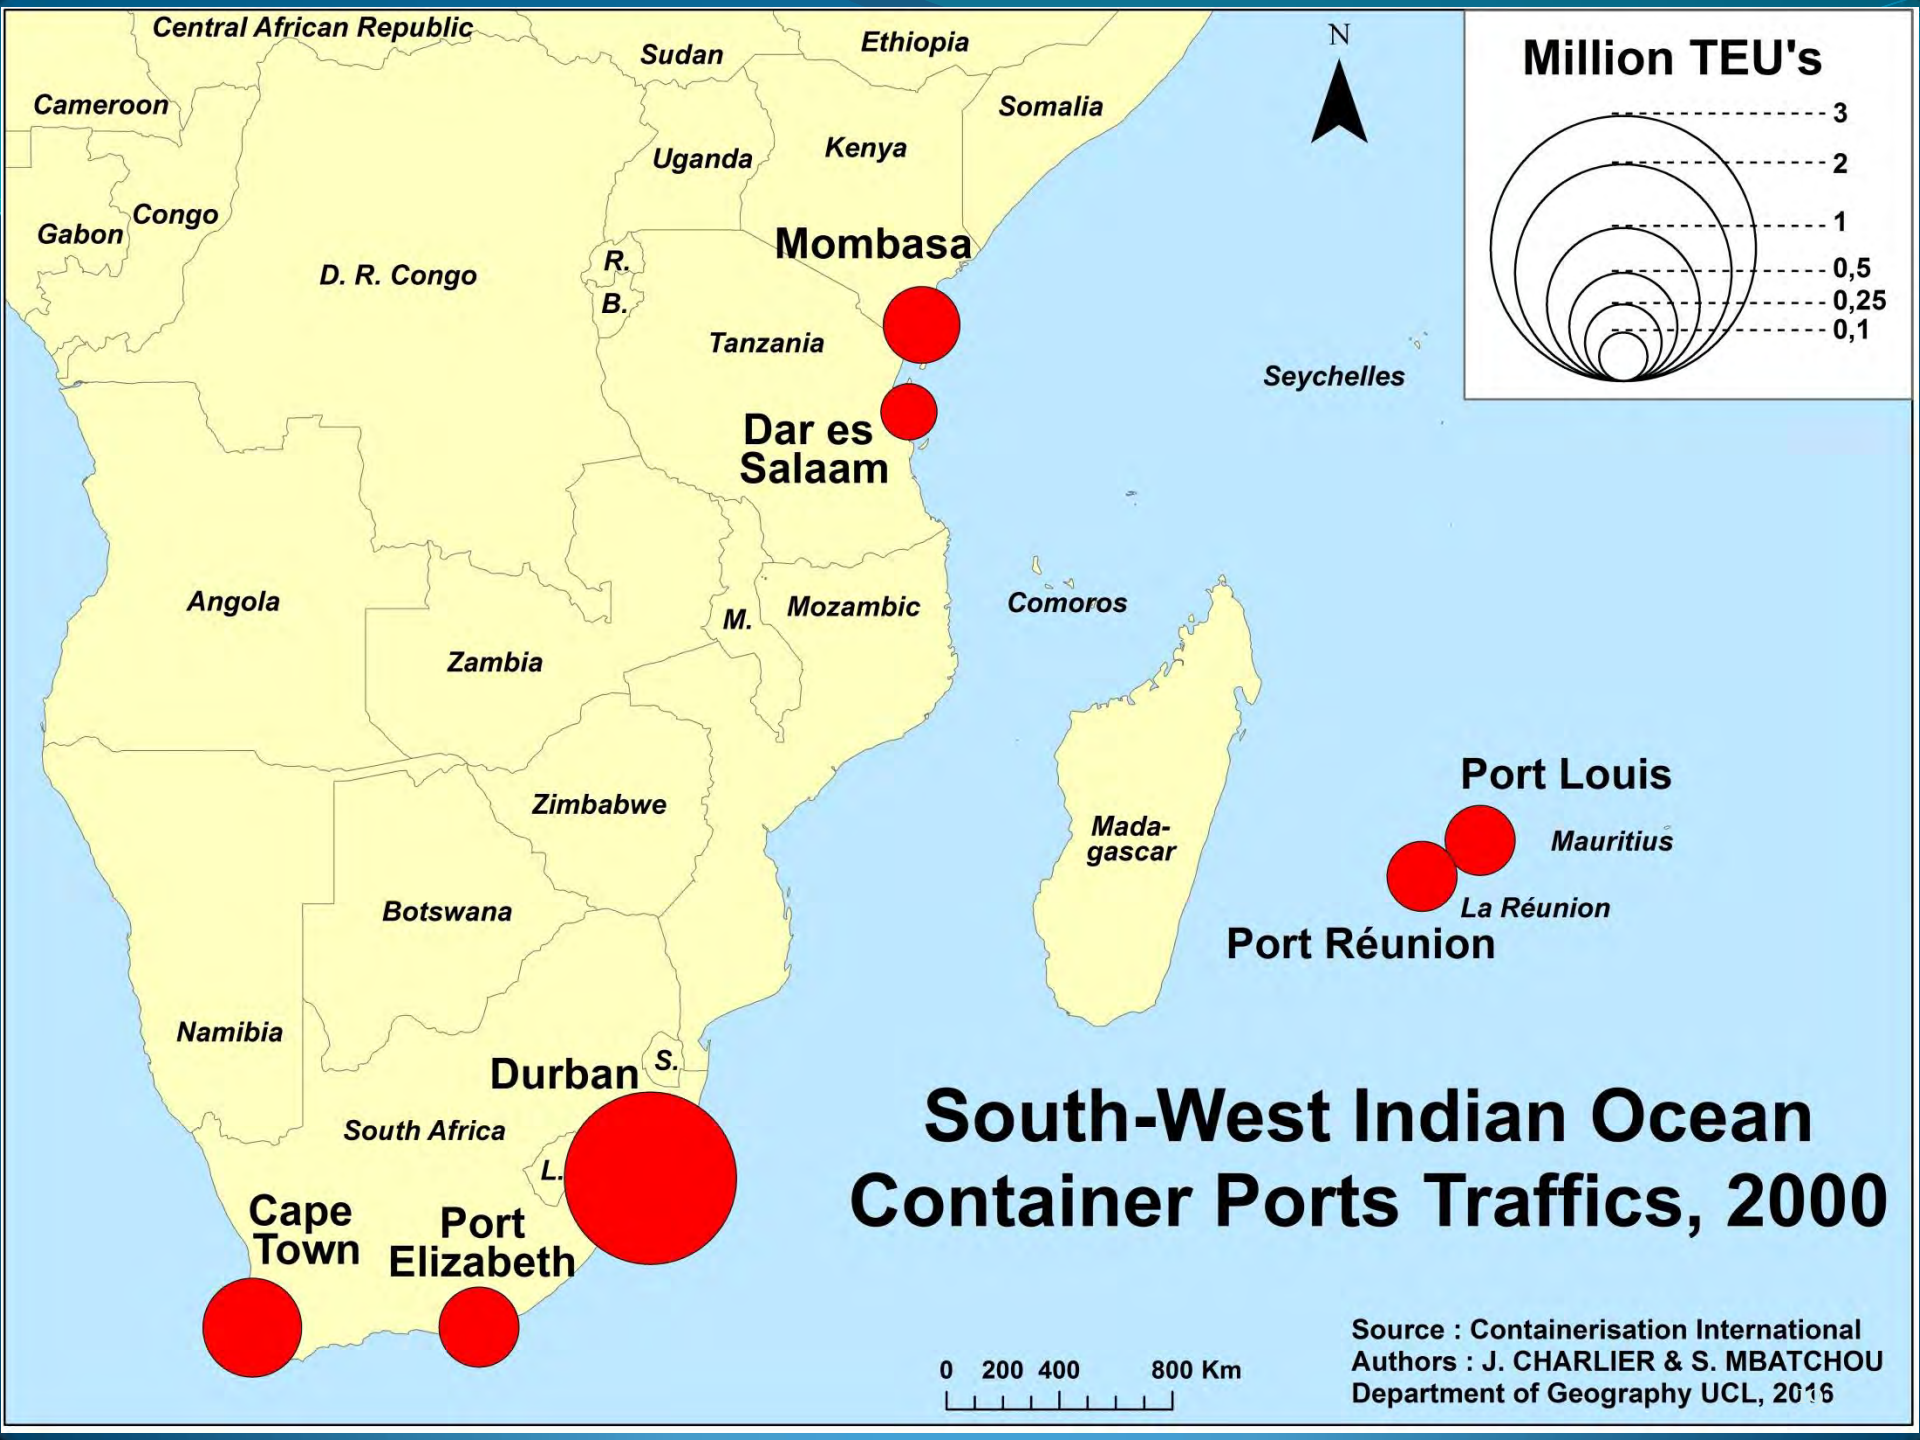 Central African Republic
Sudan
Ethiopia
N
Million TEU's
Cameroon
Somalia
3
Uganda
Kenya
2
Gabon
Congo
1
Mombasa
R.
D. R. Congo
0,5
B.
0,25
Tanzania
0,1
Seychelles
Dar es
Salaam
Angola
M.
Mozambic
Comoros
Zambia
Port Louis
Zimbabwe
Mada-
gascar
Mauritius
Botswana
La Réunion
Port Réunion
Namibia
Durban
S.
South Africa
L.
South-West Indian Ocean
Container Ports Traffics, 2000
Cape
Town
Port
Elizabeth
Source : Containerisation International
Authors : J. CHARLIER & S. MBATCHOU
Department of Geography UCL, 2016
0 200 400 800 Km